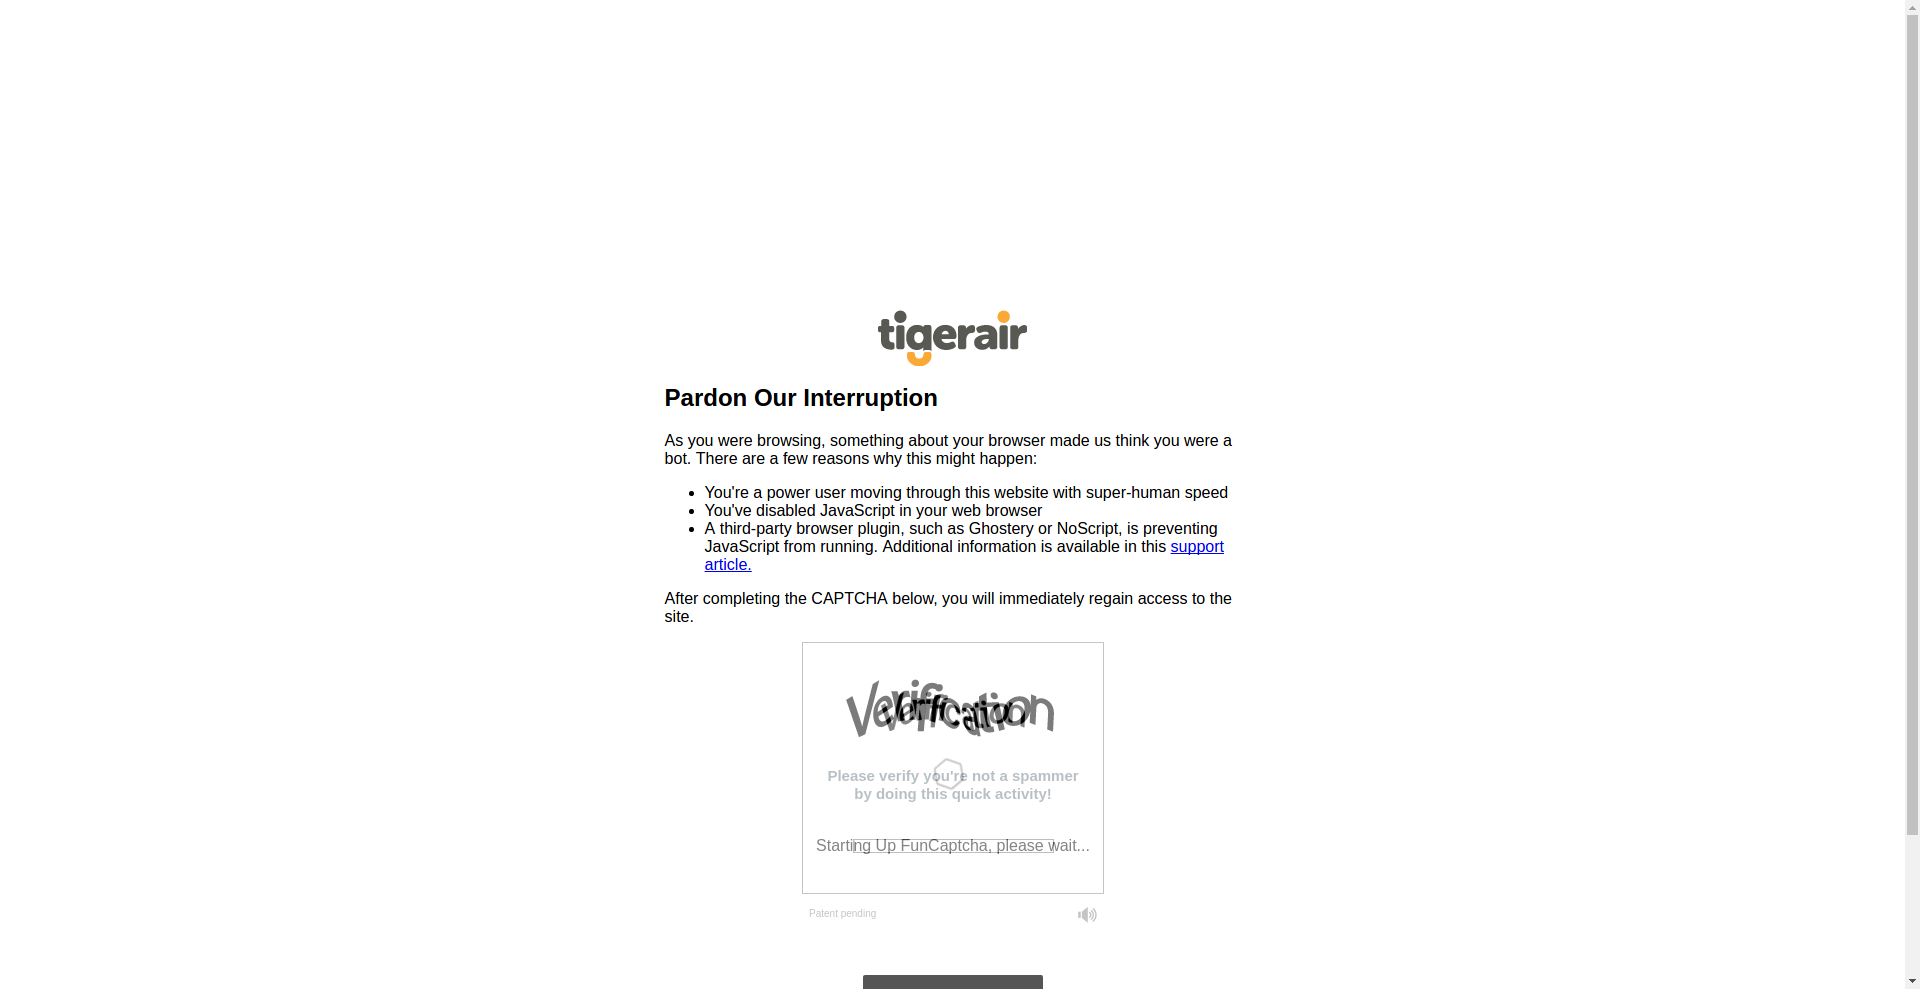 tigerair
Pardon Our Interruption
As you were browsing, something about your browser made us think you were a
bot. There are a few reasons why this might happen:
You're a power user moving through this website with super-human speed
You've disabled JavaScript in your web browser
A third-party browser plugin, such as Ghostery or NoScript, is preventing
JavaScript from running. Additional information is available in this support
article.
After completing the CAPTCHA below, you will immediately regain access to the
site.
Verification
Verification
Please verify you're not a spammer
by doing this quick activity!
Starting Up FunCaptcha, please wait...
Patent pending